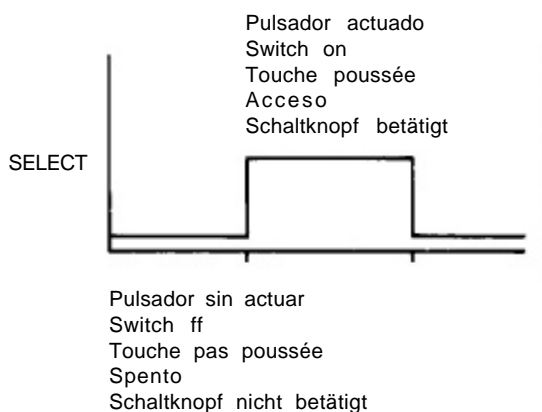 Pulsador actuado
Switch on
Touche poussée
Acceso
Schaltknopf betätigt
SELECT
Pulsador sin actuar
Switch ff
Touche pas poussée
Spento
Schaltknopf nicht betätigt